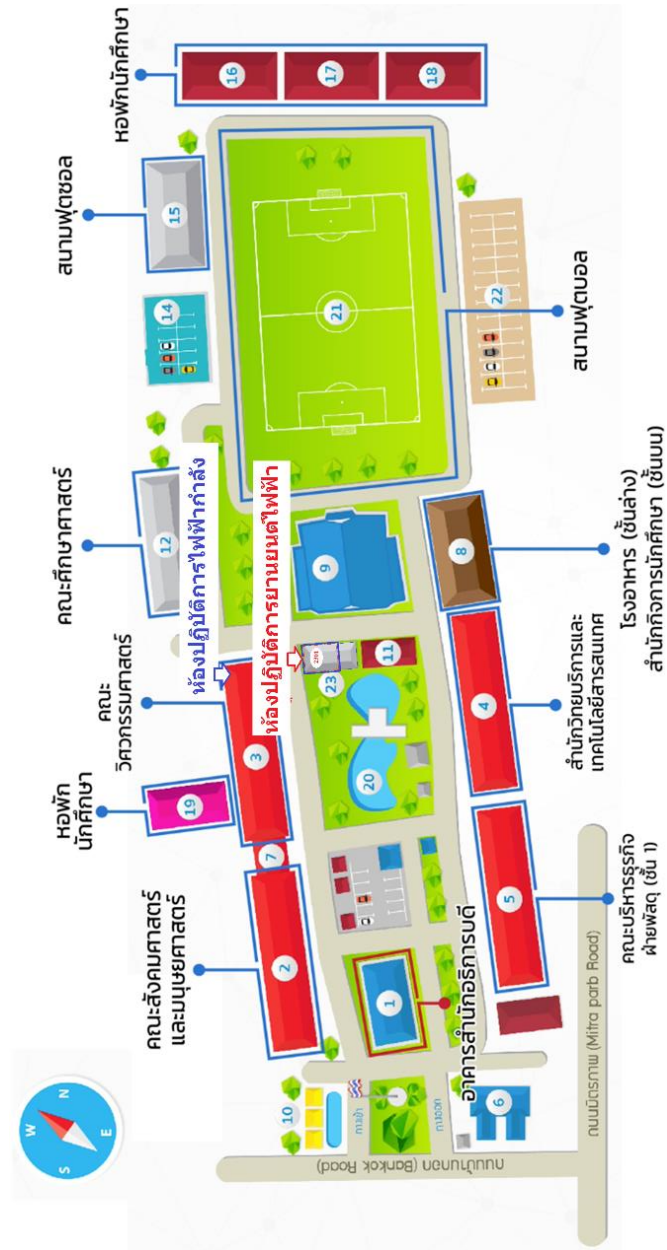 หอพักนักศึกษา
16
17
18
สนามฟุตซอล
15
14
21
22
สนามฟุตบอล
คณะศึกษาศาสตร์
12
ห้องปฏิบัติการไฟฟ้ากำลัง
ห้องปฏิบัติการยานยนต์ไฟฟ้า
9
8
โรงอาหาร (ชั้นล่าง)
สำนักกิจการนักศึกษา (ชั้นบน)
คณะ
วิศวกรรมศาสตร์
3
23
11
20
4
สำนักวิทยบริการและ
เทคโนโลยีสารสนเทศ
หอพัก
นักศึกษา
19
7
คณะสังคมศาสตร์
และมนุษยศาสตร์
2
1
อาคารสำนักอธิการบดี
5
คณะบริหารธุรกิจ
ฝ่ายพัสดุ (ชั้น 1)
10
ทางเข้า
ทางออก
6
ถนนบ้านกอก (Bankok Road)
ถนนมิตรภาพ (Mitra parb Road)
W
N
S
E